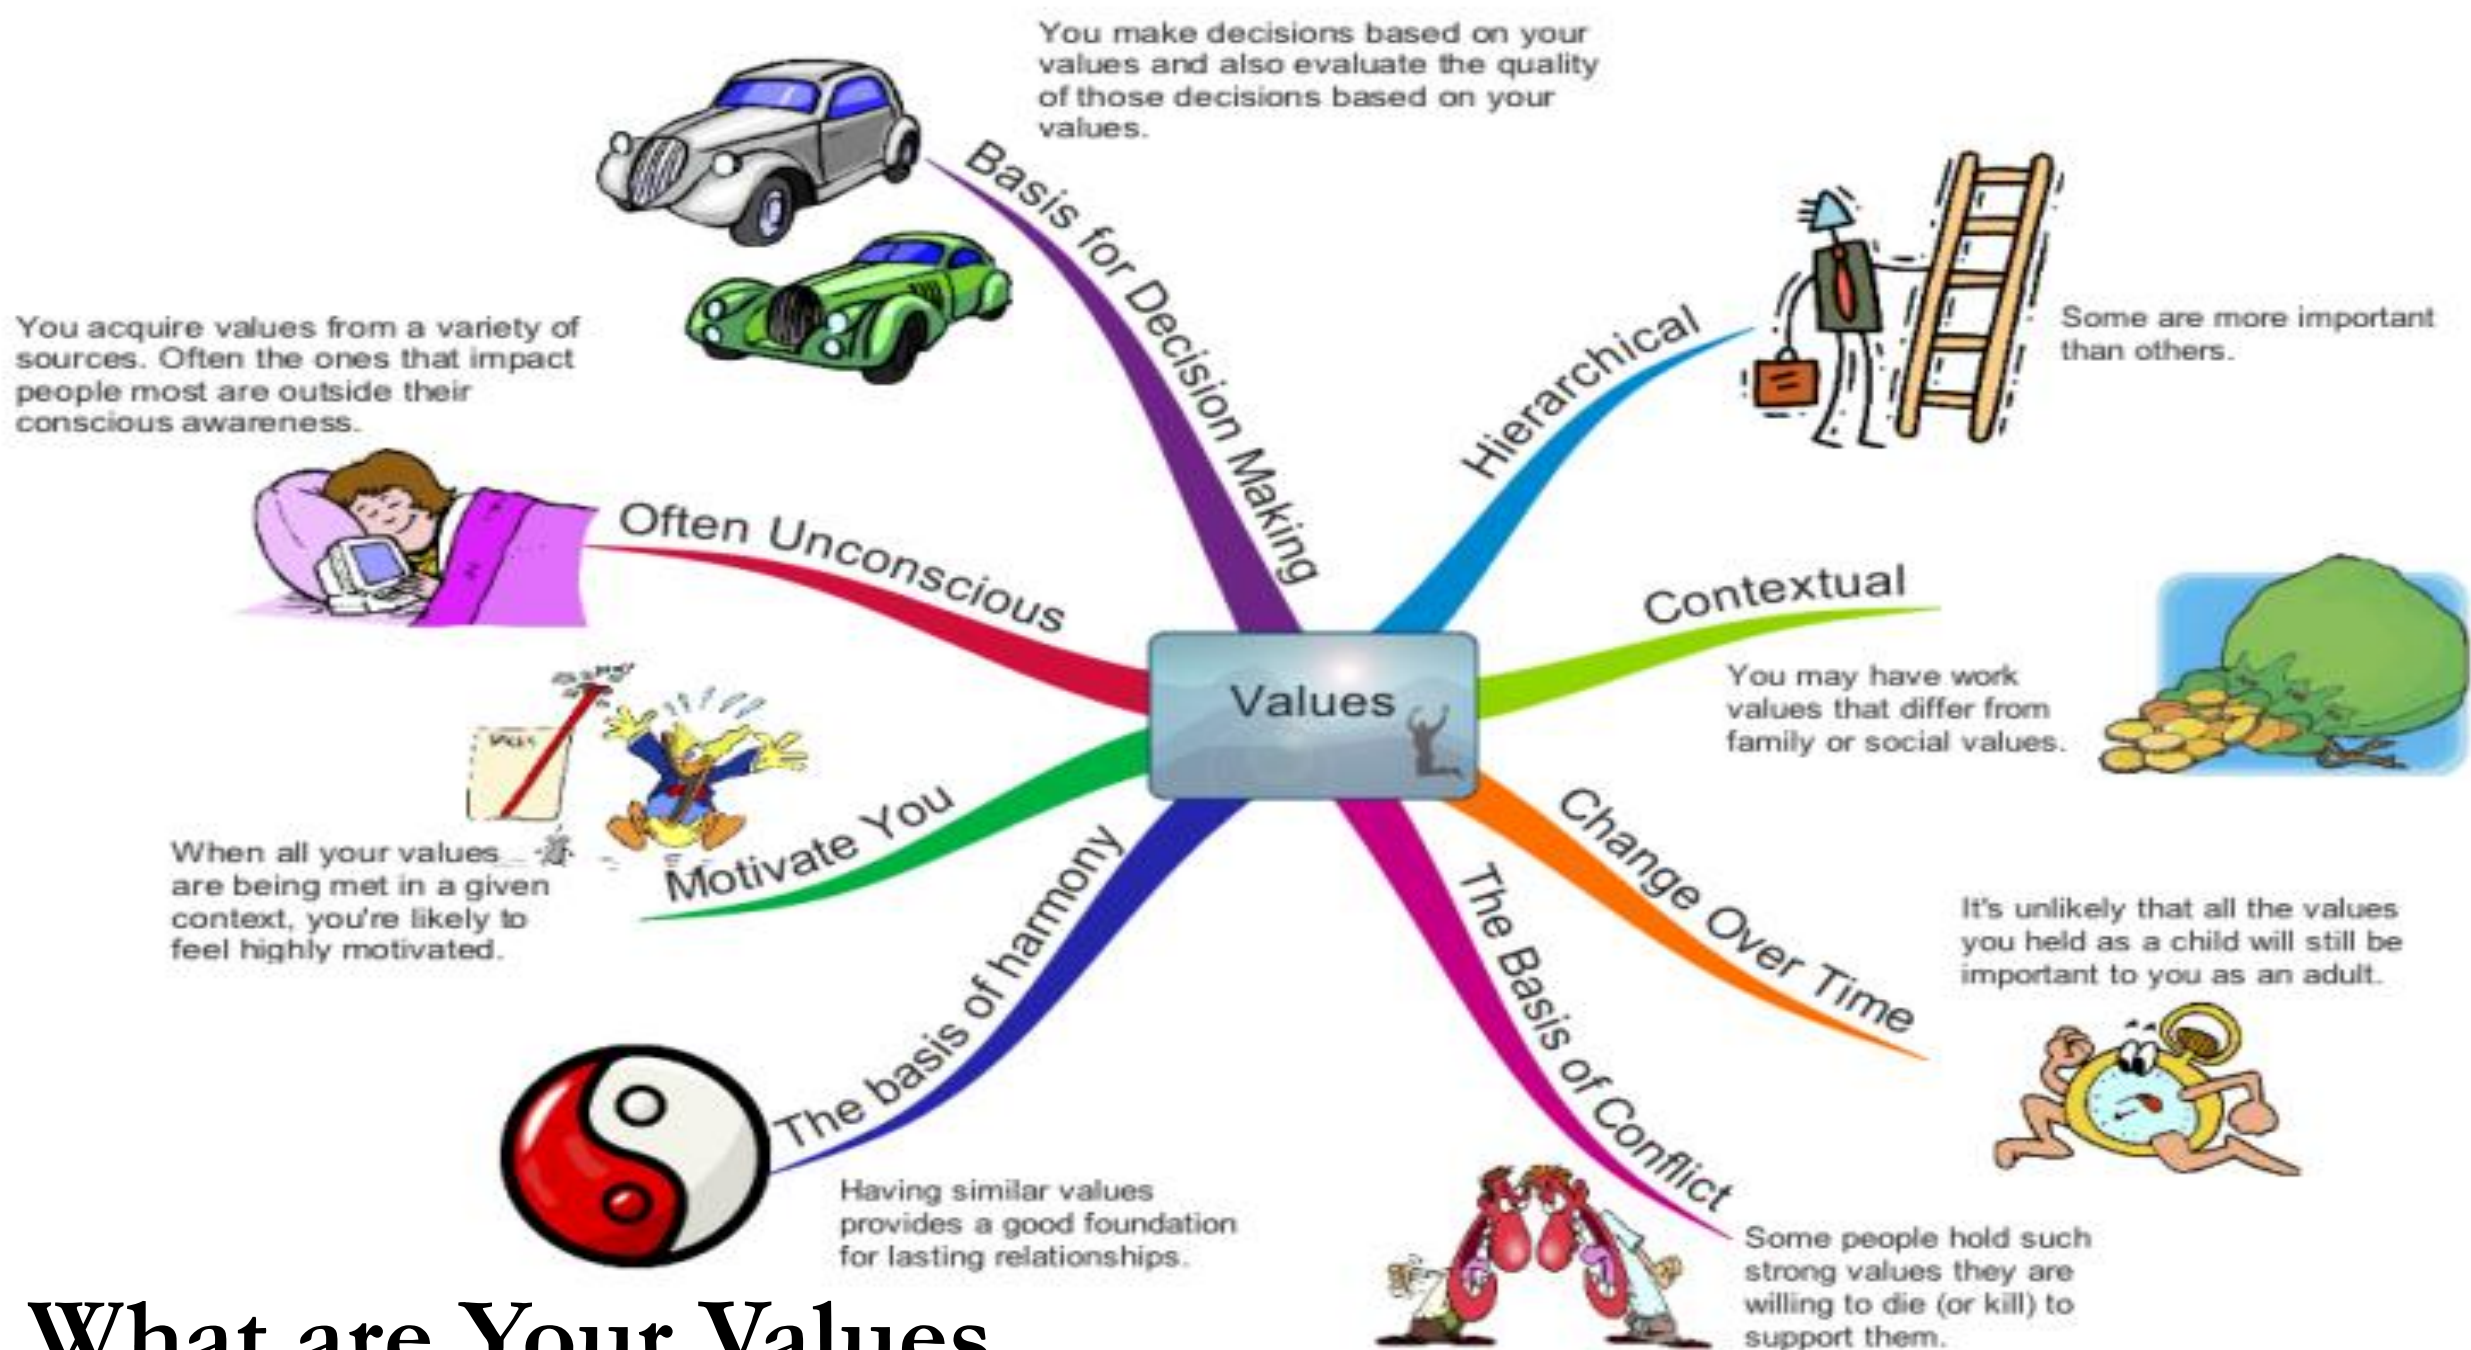 You make decisions based on your
values and also evaluate the quality
of those decisions based on your
values.
Basis for Decision Making
Hierarchical
Some are more important
than others.
You acquire values from a variety of
sources. Often the ones that impact
people most are outside their
conscious awareness.
Often Unconscious
Contextual
You may have work
values that differ from
family or social values.
Values
Motivate You
When all your values
are being met in a given
context, you're likely to
feel highly motivated.
Change Over Time
It's unlikely that all the values
you held as a child will still be
important to you as an adult.
The basis of harmony
Having similar values
provides a good foundation
for lasting relationships.
The Basis of Conflict
Some people hold such
strong values they are
willing to die (or kill) to
support them.
What are Your Values